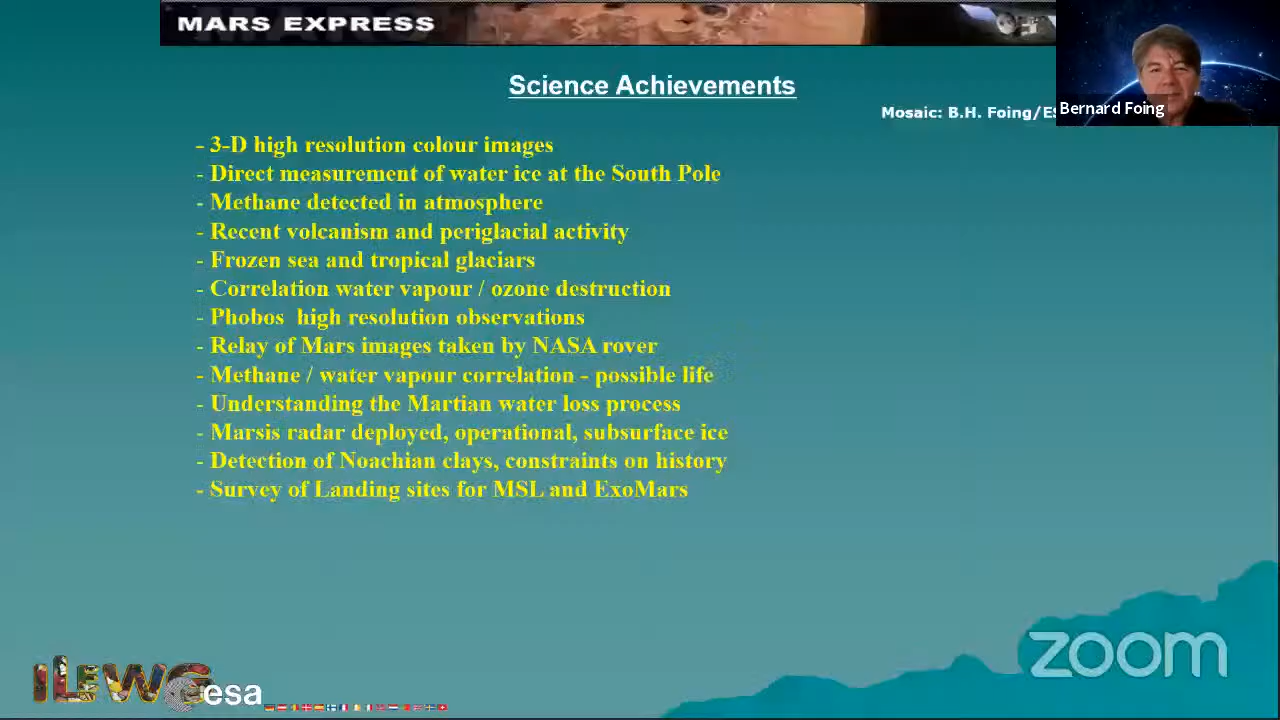 MARS EXPRESS
Science Achievements
Mosaic: B.H. Foing/ES
Bernard Foing
- 3-D high resolution colour images
- Direct measurement of water ice at the South Pole
- Methane detected in atmosphere
- Recent volcanism and periglacial activity
- Frozen sea and tropical glaciars
- Correlation water vapour / ozone destruction
- Phobos high resolution observations
- Relay of Mars images taken by NASA rover
- Methane / water vapour correlation - possible life
- Understanding the Martian water loss process
- Marsis radar deployed, operational, subsurface ice
- Detection of Noachian clays, constraints on history
- Survey of Landing sites for MSL and ExoMars
zoom
ILEWG
esa